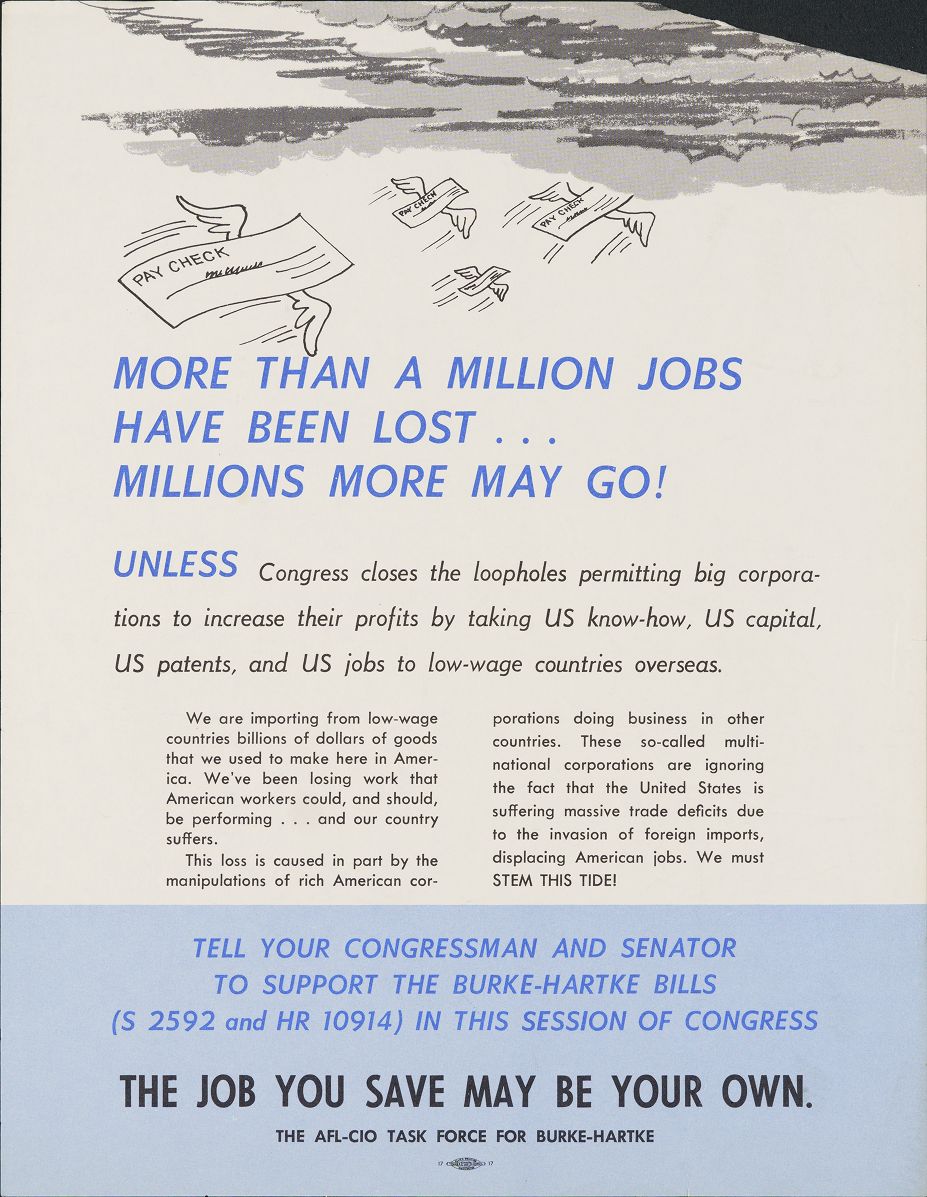 PAY CHECK
PAY CHECK
PAY CHECK
MORE THAN A MILLION JOBS
HAVE BEEN LOST . . .
MILLIONS MORE MAY GO!
UNLESS Congress closes the loopholes permitting big corpora-
tions to increase their profits by taking US know-how, US capital,
US patents, and US jobs to low-wage countries overseas.
We are importing from low-wage
countries billions of dollars of goods
that we used to make here in Amer-
ica. We've been losing work that
American workers could, and should,
be performing . . . and our country
suffers.
This loss is caused in part by the
manipulations of rich American cor-
porations doing business in other
countries. These so-called multi-
national corporations are ignoring
the fact that the United States is
suffering massive trade deficits due
to the invasion of foreign imports,
displacing American jobs. We must
STEM THIS TIDE!
TELL YOUR CONGRESSMAN AND SENATOR
TO SUPPORT THE BURKE-HARTKE BILLS
(S 2592 and HR 10914) IN THIS SESSION OF CONGRESS
THE JOB YOU SAVE MAY BE YOUR OWN.
THE AFL-CIO TASK FORCE FOR BURKE-HARTKE
17 17